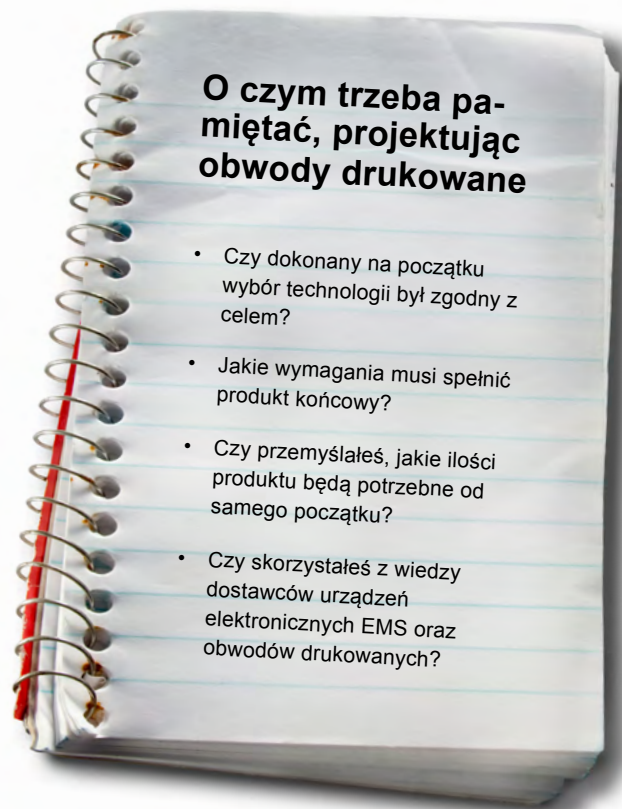 O czym trzeba pa-
miętać, projektując
obwody drukowane
• Czy dokonany na początku
wybór technologii był zgodny z
celem?
• Jakie wymagania musi spełnić
produkt końcowy?
• Czy przemyślałeś, jakie ilości
produktu będą potrzebne od
samego początku?
• Czy skorzystałeś z wiedzy
dostawców urządzeń
elektronicznych EMS oraz
obwodów drukowanych?